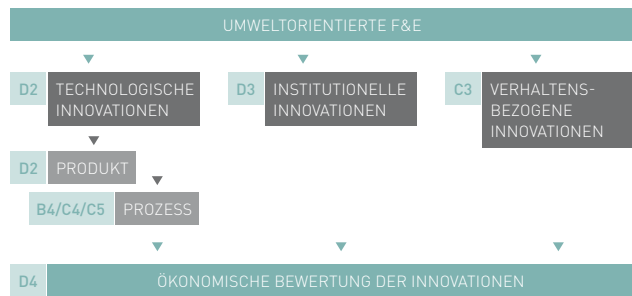 UMWELTORIENTIERTE F&E
D2 TECHNOLOGISCHE
INNOVATIONEN
D3 INSTITUTIONELLE
INNOVATIONEN
C3 VERHALTENS-
BEZOGENE
INNOVATIONEN
D2 PRODUKT
B4/C4/C5 PROZESS
D4 ÖKONOMISCHE BEWERTUNG DER INNOVATIONEN